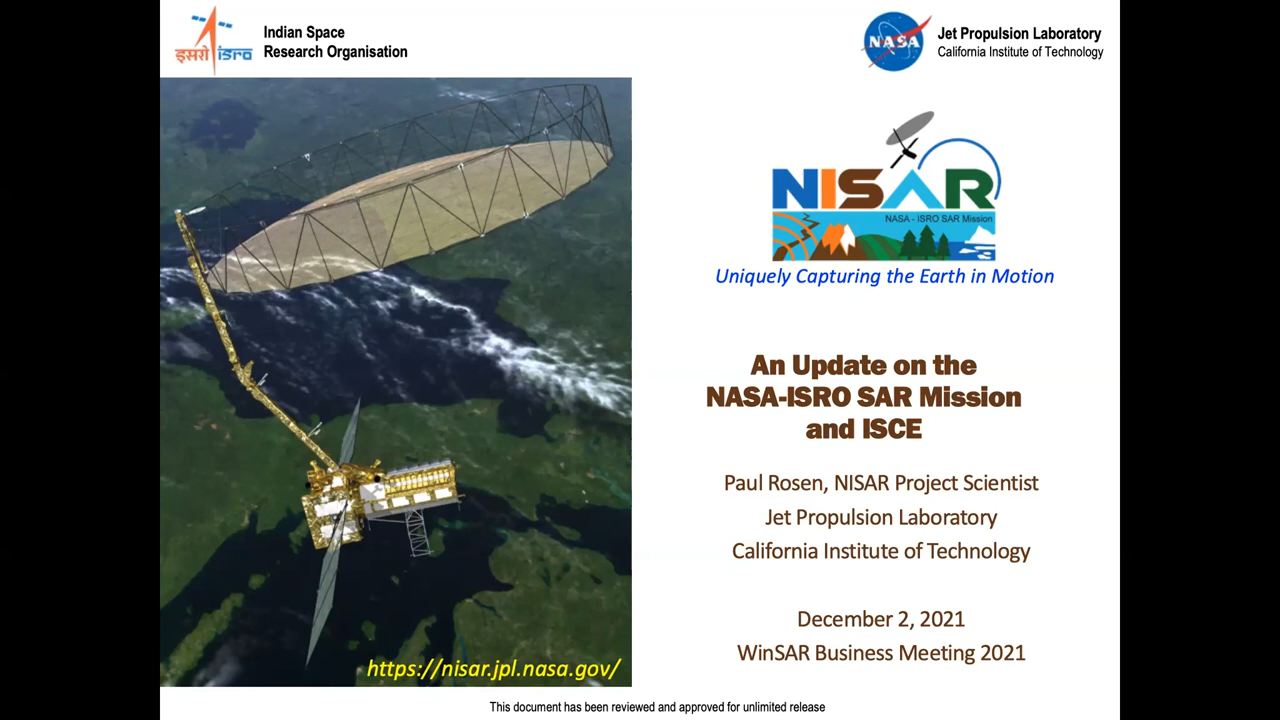 इसरो isro
Indian Space
Research Organisation
NASA
Jet Propulsion Laboratory
California Institute of Technology
NISAR
NASA - ISRO SAR Mission
Uniquely Capturing the Earth in Motion
An Update on the
NASA-ISRO SAR Mission
and ISCE
Paul Rosen, NISAR Project Scientist
Jet Propulsion Laboratory
California Institute of Technology
December 2, 2021
WinSAR Business Meeting 2021
https://nisar.jpl.nasa.gov/
This document has been reviewed and approved for unlimited release